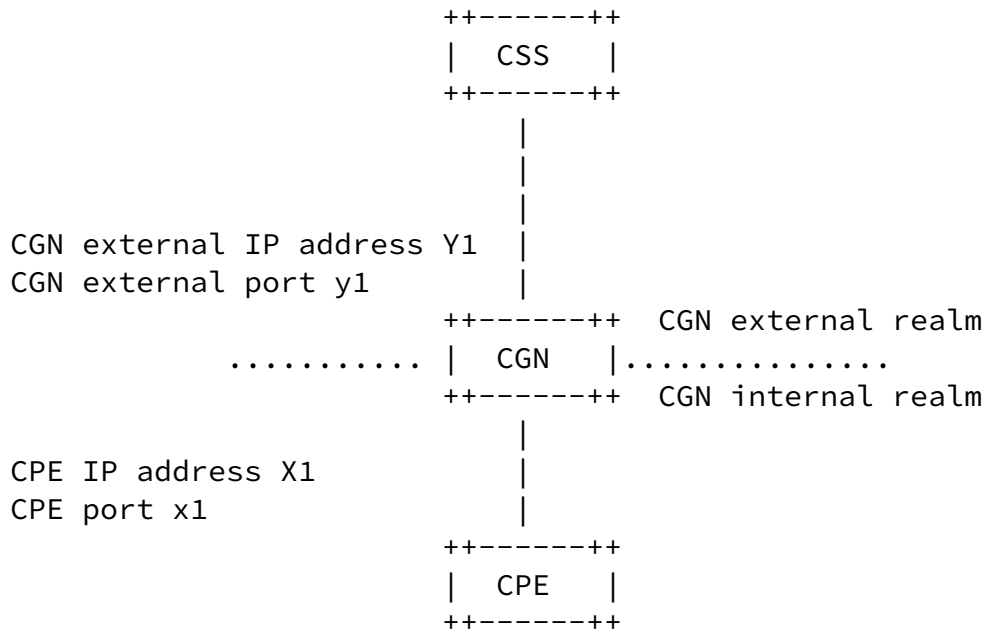 ++------++
|  CSS   |
++------++
|
|
|
CGN external IP address Y1  |
CGN external port y1        |
++------++  CGN external realm
........... |  CGN   |...............
++------++  CGN internal realm
|
CPE IP address X1           |
CPE port x1                 |
++------++
|  CPE   |
++------++